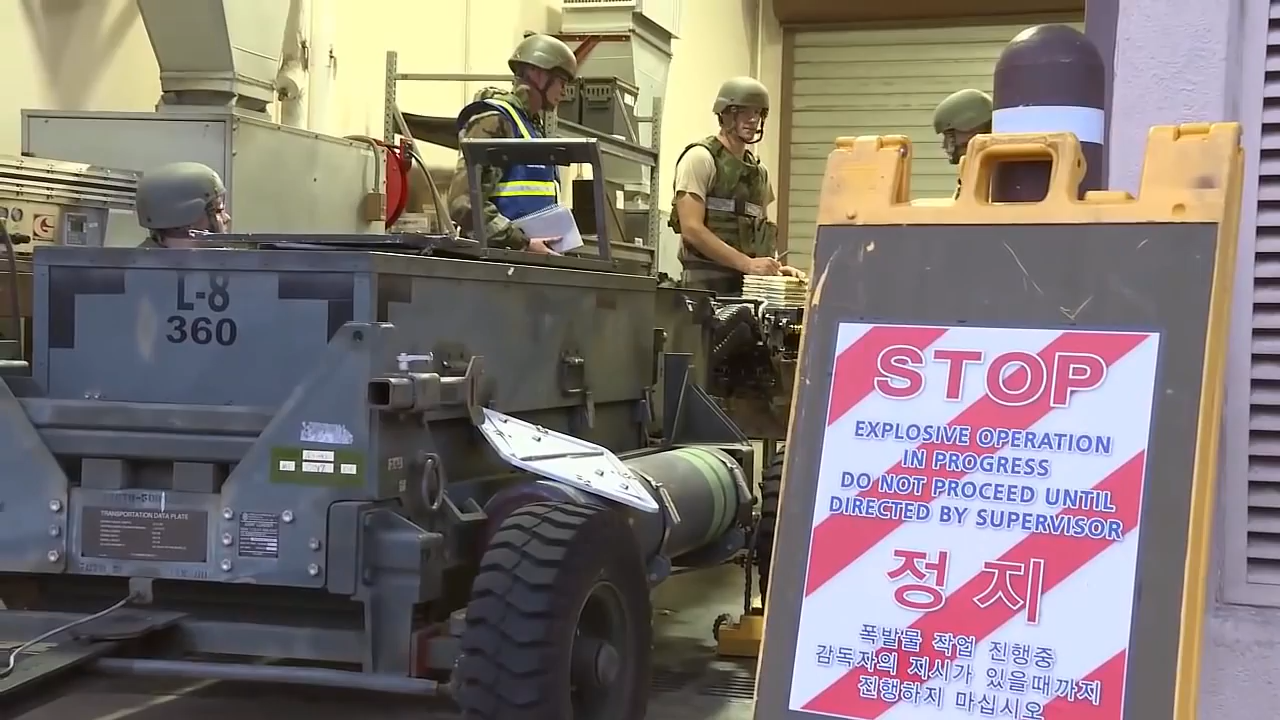 L-8
360
TRANSPORTATION DATA PLATE
STOP
EXPLOSIVE OPERATION
IN PROGRESS
DO NOT PROCEED UNTIL
DIRECTED BY SUPERVISOR
정지
폭발물 작업 진행중
감독자의 지시가 있을때까지
진행하지 마십시오